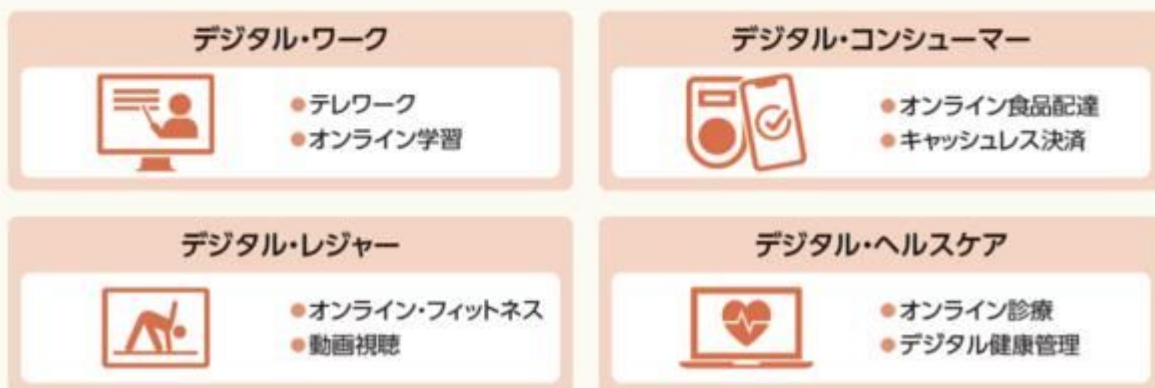 デジタル・ワーク
●テレワーク
●オンライン学習
デジタル・コンシューマー
●オンライン食品配達
●キャッシュレス決済
デジタル・レジャー
●オンライン・フィットネス
●動画視聴
デジタル・ヘルスケア
●オンライン診療
●デジタル健康管理